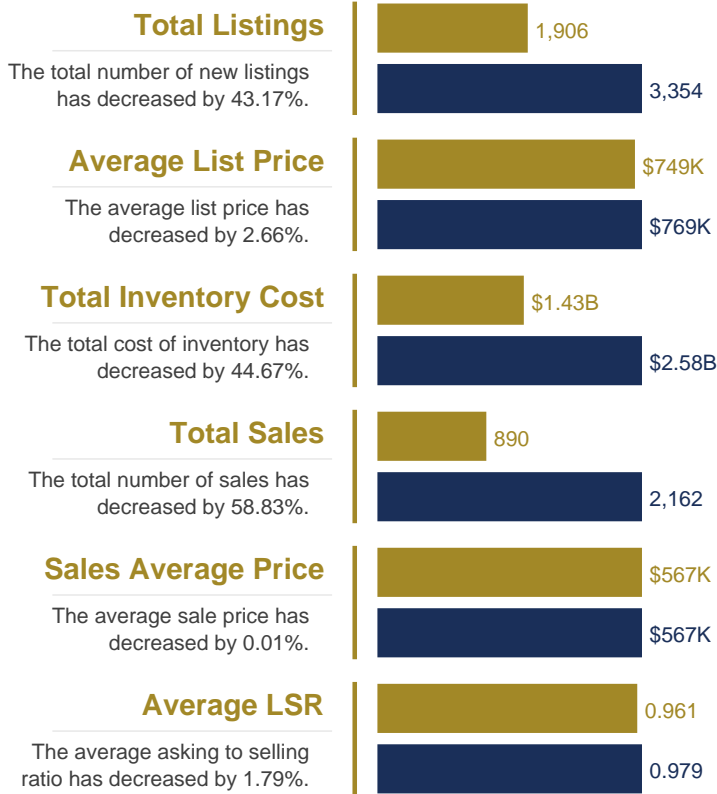 Total Listings
The total number of new listings
has decreased by 43.17%.
1,906
3,354
Average List Price
The average list price has
decreased by 2.66%.
$749K
$769K
Total Inventory Cost
The total cost of inventory has
decreased by 44.67%.
$1.43B
$2.58B
Total Sales
The total number of sales has
decreased by 58.83%.
890
2,162
Sales Average Price
The average sale price has
decreased by 0.01%.
$567K
$567K
Average LSR
The average asking to selling
ratio has decreased by 1.79%.
0.961
0.979